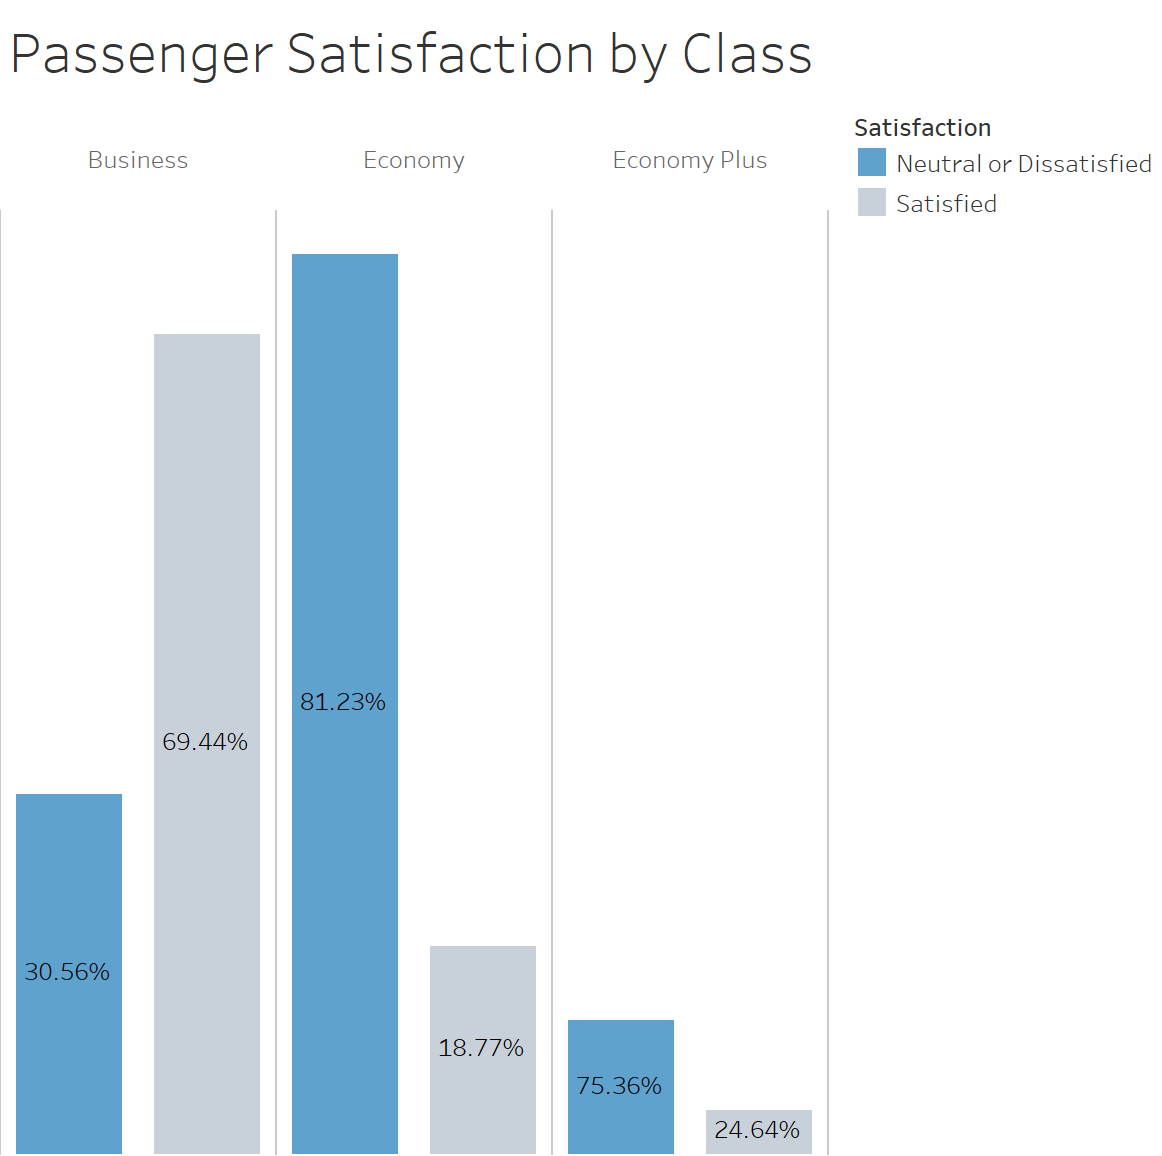 Passenger Satisfaction by Class
Satisfaction
Neutral or Dissatisfied
Satisfied
Business Economy Economy Plus
81.23%
69.44%
30.56%
18.77%
75.36%
24.64%